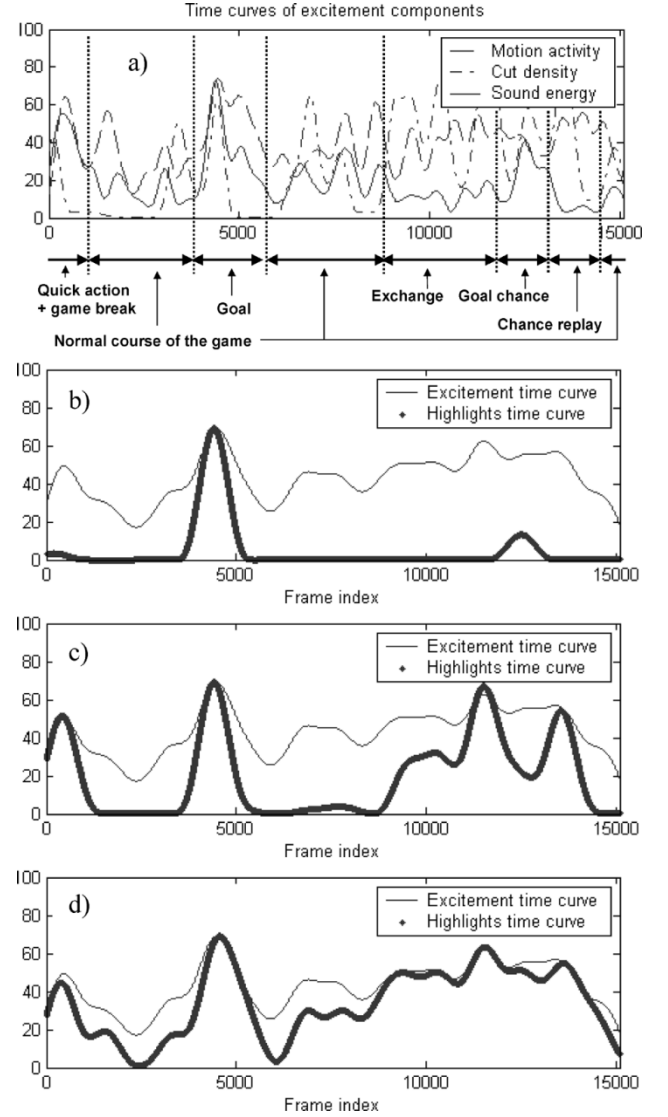 Time curves of excitement components
100
a)
Motion activity
Cut density
Sound energy
80
60
40
20
0
0 5000 10000 15000
Quick action
+ game break
Goal
Exchange
Goal chance
Chance replay
Normal course of the game
100
b)
Excitement time curve
Highlights time curve
80
60
40
20
0
0 5000 10000 15000
Frame index
100
c)
Excitement time curve
Highlights time curve
80
60
40
20
0
0 5000 10000 15000
Frame index
100
d)
Excitement time curve
Highlights time curve
80
60
40
20
0
0 5000 10000 15000
Frame index